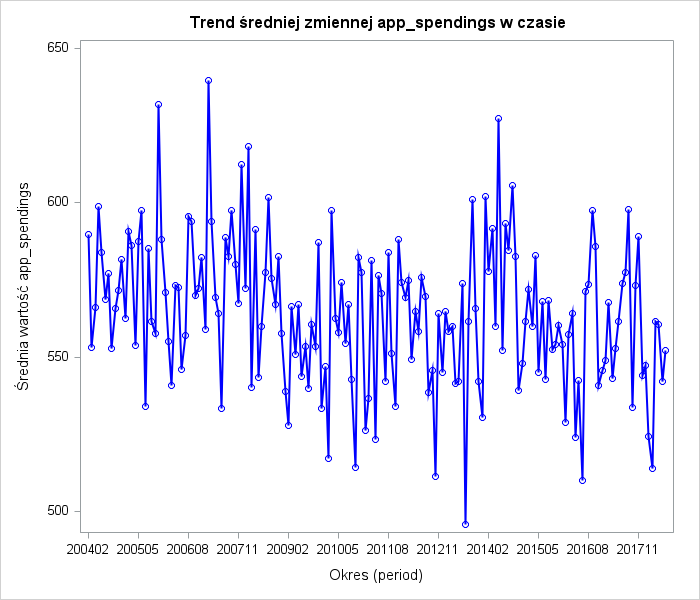 Trend średniej zmiennej app_spendings w czasie
650
600
550
500
Średnia wartość app_spendings
200402 200505 200608 200711 200902 201005 201108 201211 201402 201505 201608 201711
Okres (period)